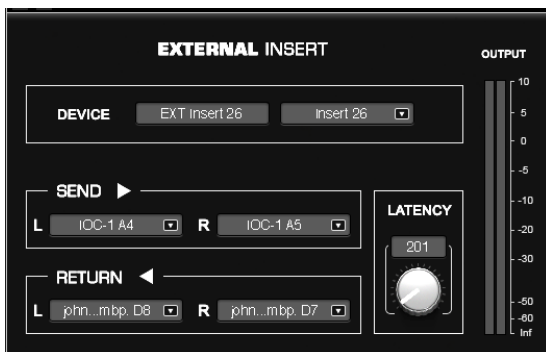 EXTERNAL INSERT
OUTPUT
DEVICE EXT Insert 26 Insert 26
SEND
L IOC-1 A4 R IOC-1 A5
RETURN
L john...mbp. D8 R john...mbp. D7
LATENCY
201
10
5
0
-5
-10
-20
-30
-50
-60
Inf